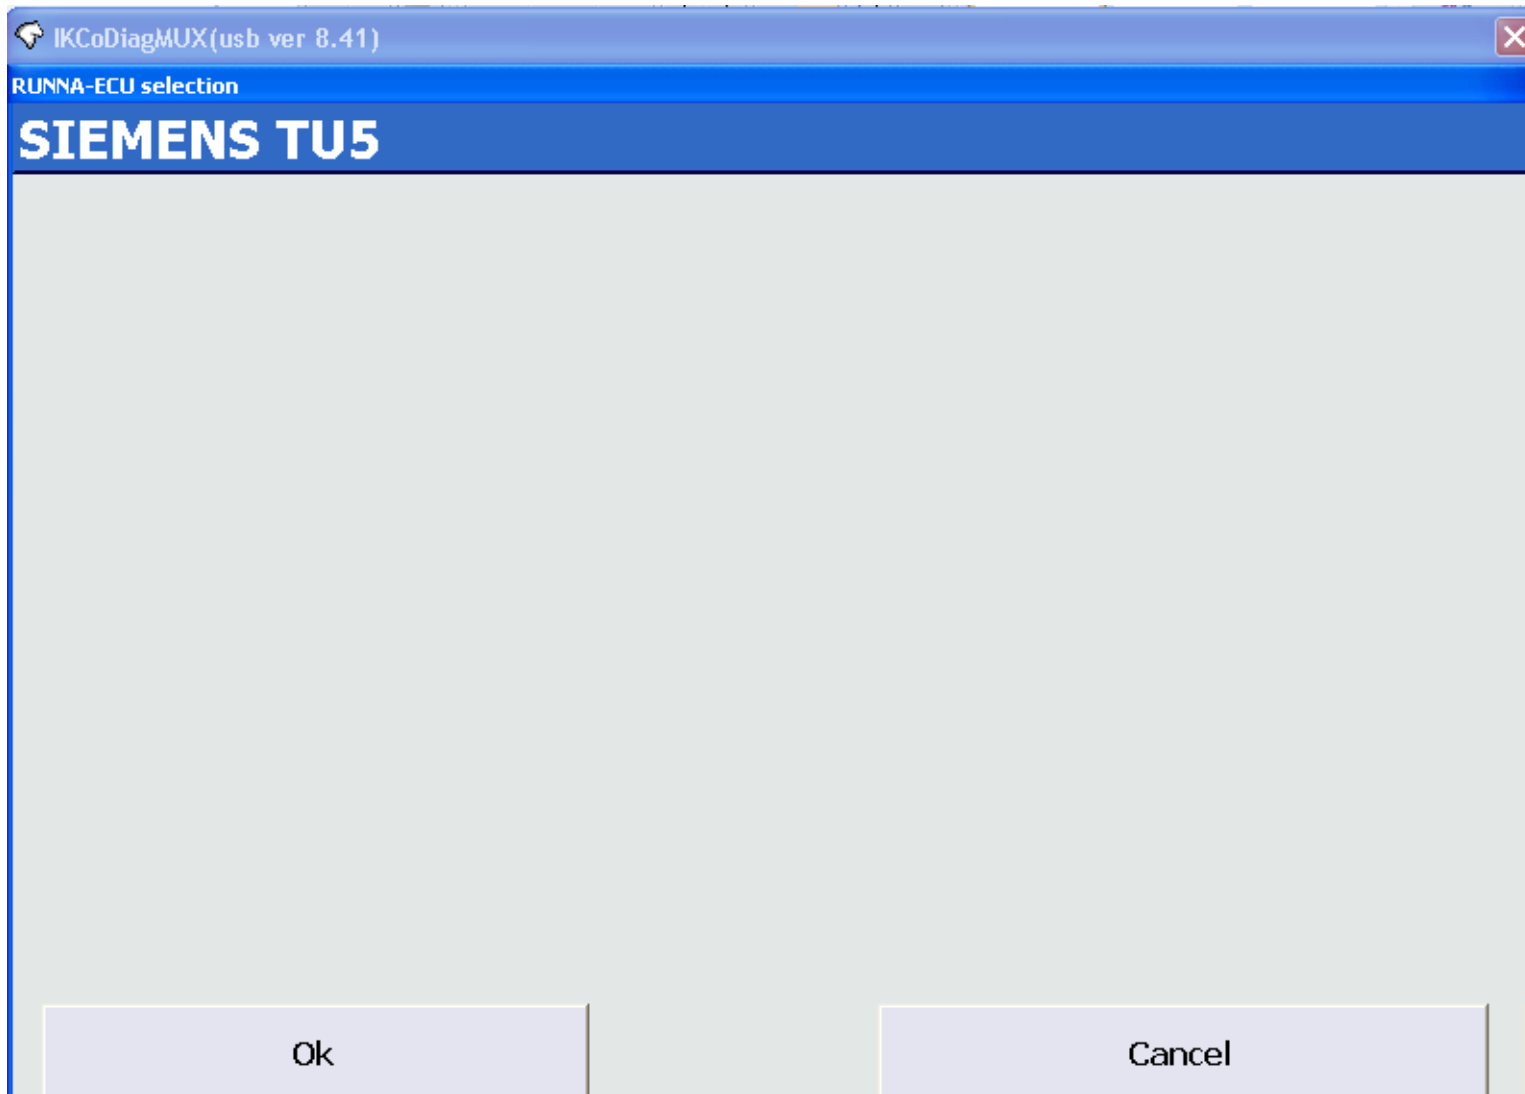 IKCoDiagMUX(usb ver 8.41)
RUNNA-ECU selection
SIEMENS TU5
Ok
Cancel